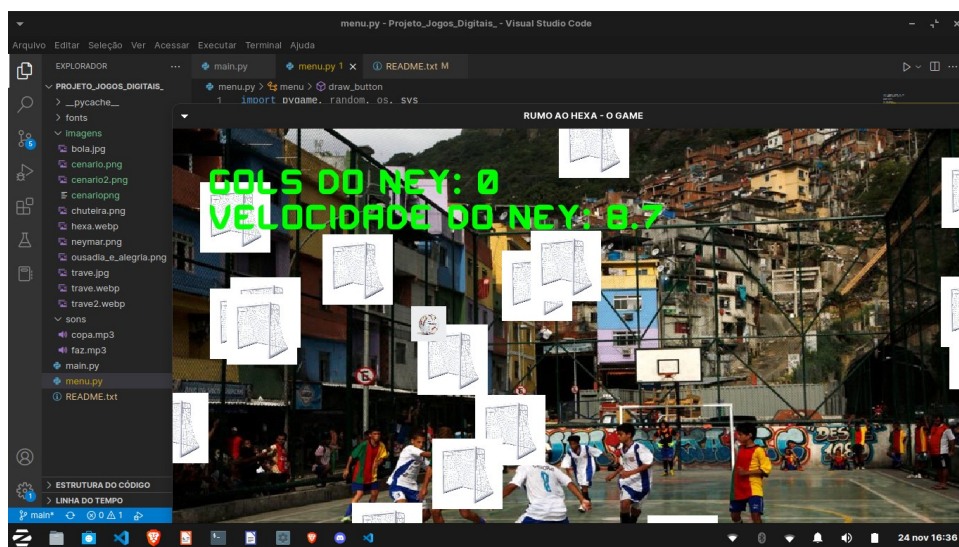 menu.py - Projeto_Jogos_Digitais_ - Visual Studio Code
Arquivo Editar Seleção Ver Acessar Executar Terminal Ajuda
EXPLORADOR
main.py
menu.py 1
README.txt M
PROJETO_JOGOS_DIGITAIS_
menu.py > menu > draw_button
__pycache__
1 import pygame, random, os, sys
fonts
RUMO AO HEXA - O GAME
imagens
bola.jpg
cenario.png
cenario2.png
cenariopng
chuteira.png
hexa.webp
neymar.png
ousadia_e_alegria.png
trave.jpg
trave.webp
trave2.webp
sons
copa.mp3
faz.mp3
main.py
menu.py
README.txt
GOLS DO NEY: 0
VELOCIDADE DO NEY: 8.7
5
1
ESTRUTURA DO CÓDIGO
LINHA DO TEMPO
main* 0 1
24 nov 16:36